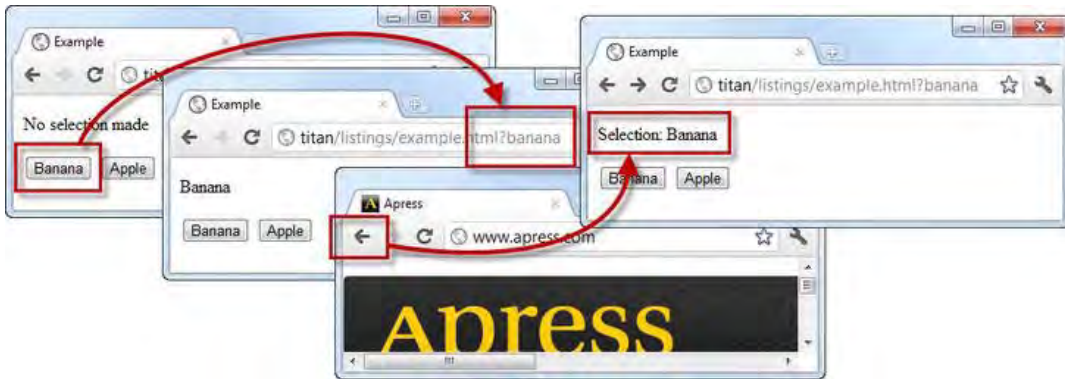 Example
tit
No selection made
Banana Apple
Example
titan/listings/example.html?banana
Banana
Banana Apple
Apress
www.apress.com
Apress
Example
titan/listings/example.html?banana
Selection: Banana
Banana Apple